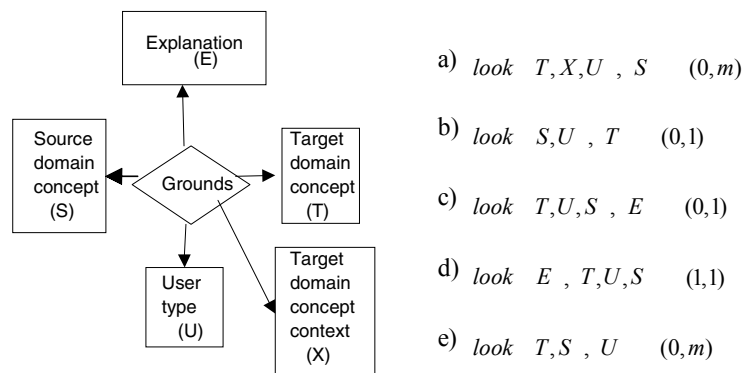 Explanation
(E)
Source
domain
concept
(S)
Grounds
Target
domain
concept
(T)
User
type
(U)
Target
domain
concept
context
(X)
a) look T,X,U , S (0,m)
b) look S,U , T (0,1)
c) look T,U,S , E (0,1)
d) look E , T,U,S (1,1)
e) look T,S , U (0,m)